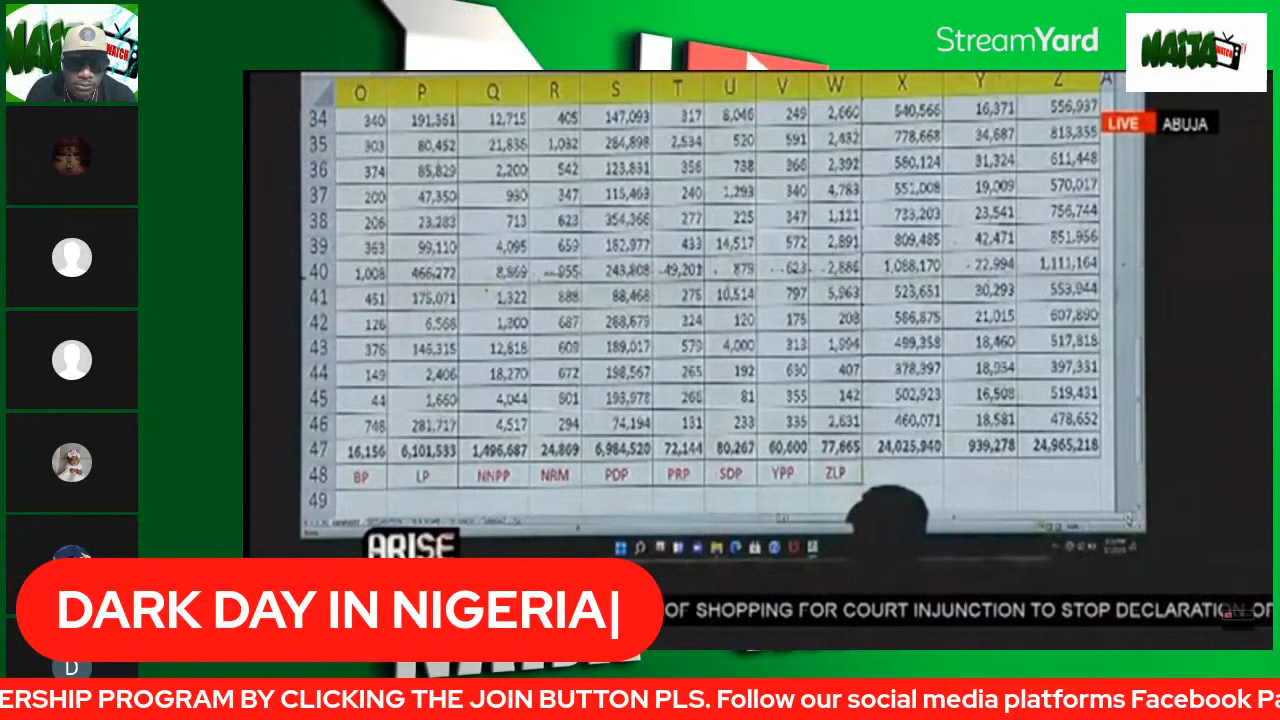 StreamYard
NAIJA
WATCH
LIVE ABUJA
O P Q R S T U V W X Y Z A
34 340 191,361 12,715 405 147,093 317 8,046 249 2,660 540,566 16,371 556,937
35 303 80,452 21,836 1,032 284,898 2,534 520 591 2,432 778,668 34,687 813,355
36 374 85,829 2,200 542 123,831 356 738 366 2,392 580,124 31,324 611,448
37 200 47,350 930 347 115,463 240 1,293 340 4,783 551,008 19,009 570,017
38 206 23,283 713 623 354,366 277 225 347 1,121 733,203 23,541 756,744
39 363 99,110 4,095 659 182,977 433 14,517 572 2,891 809,485 42,471 851,956
40 1,008 466,272 8,869 955 243,808 49,201 879 623 2,886 1,088,170 22,994 1,111,164
41 451 175,071 1,322 888 88,468 275 10,514 797 5,963 523,651 30,293 553,944
42 126 6,568 1,300 687 288,679 324 120 175 208 586,875 21,015 607,890
43 376 146,315 12,818 609 189,017 579 4,000 313 1,994 499,358 18,460 517,818
44 149 2,406 18,270 672 198,567 265 192 630 407 378,397 18,934 397,331
45 44 1,660 4,044 801 193,978 266 81 355 142 502,923 16,508 519,431
46 748 281,717 4,517 294 74,194 131 233 335 2,631 460,071 18,581 478,652
47 16,156 6,101,533 1,496,687 24,869 6,984,520 72,144 80,267 60,600 77,665 24,025,940 939,278 24,965,218
48 BP LP NNPP NRM PDP PRP SDP YPP ZLP
49
ARISE
DARK DAY IN NIGERIA|
OF SHOPPING FOR COURT INJUNCTION TO STOP DECLARATION OF
D
ERSHIP PROGRAM BY CLICKING THE JOIN BUTTON PLS. Follow our social media platforms Facebook Pa